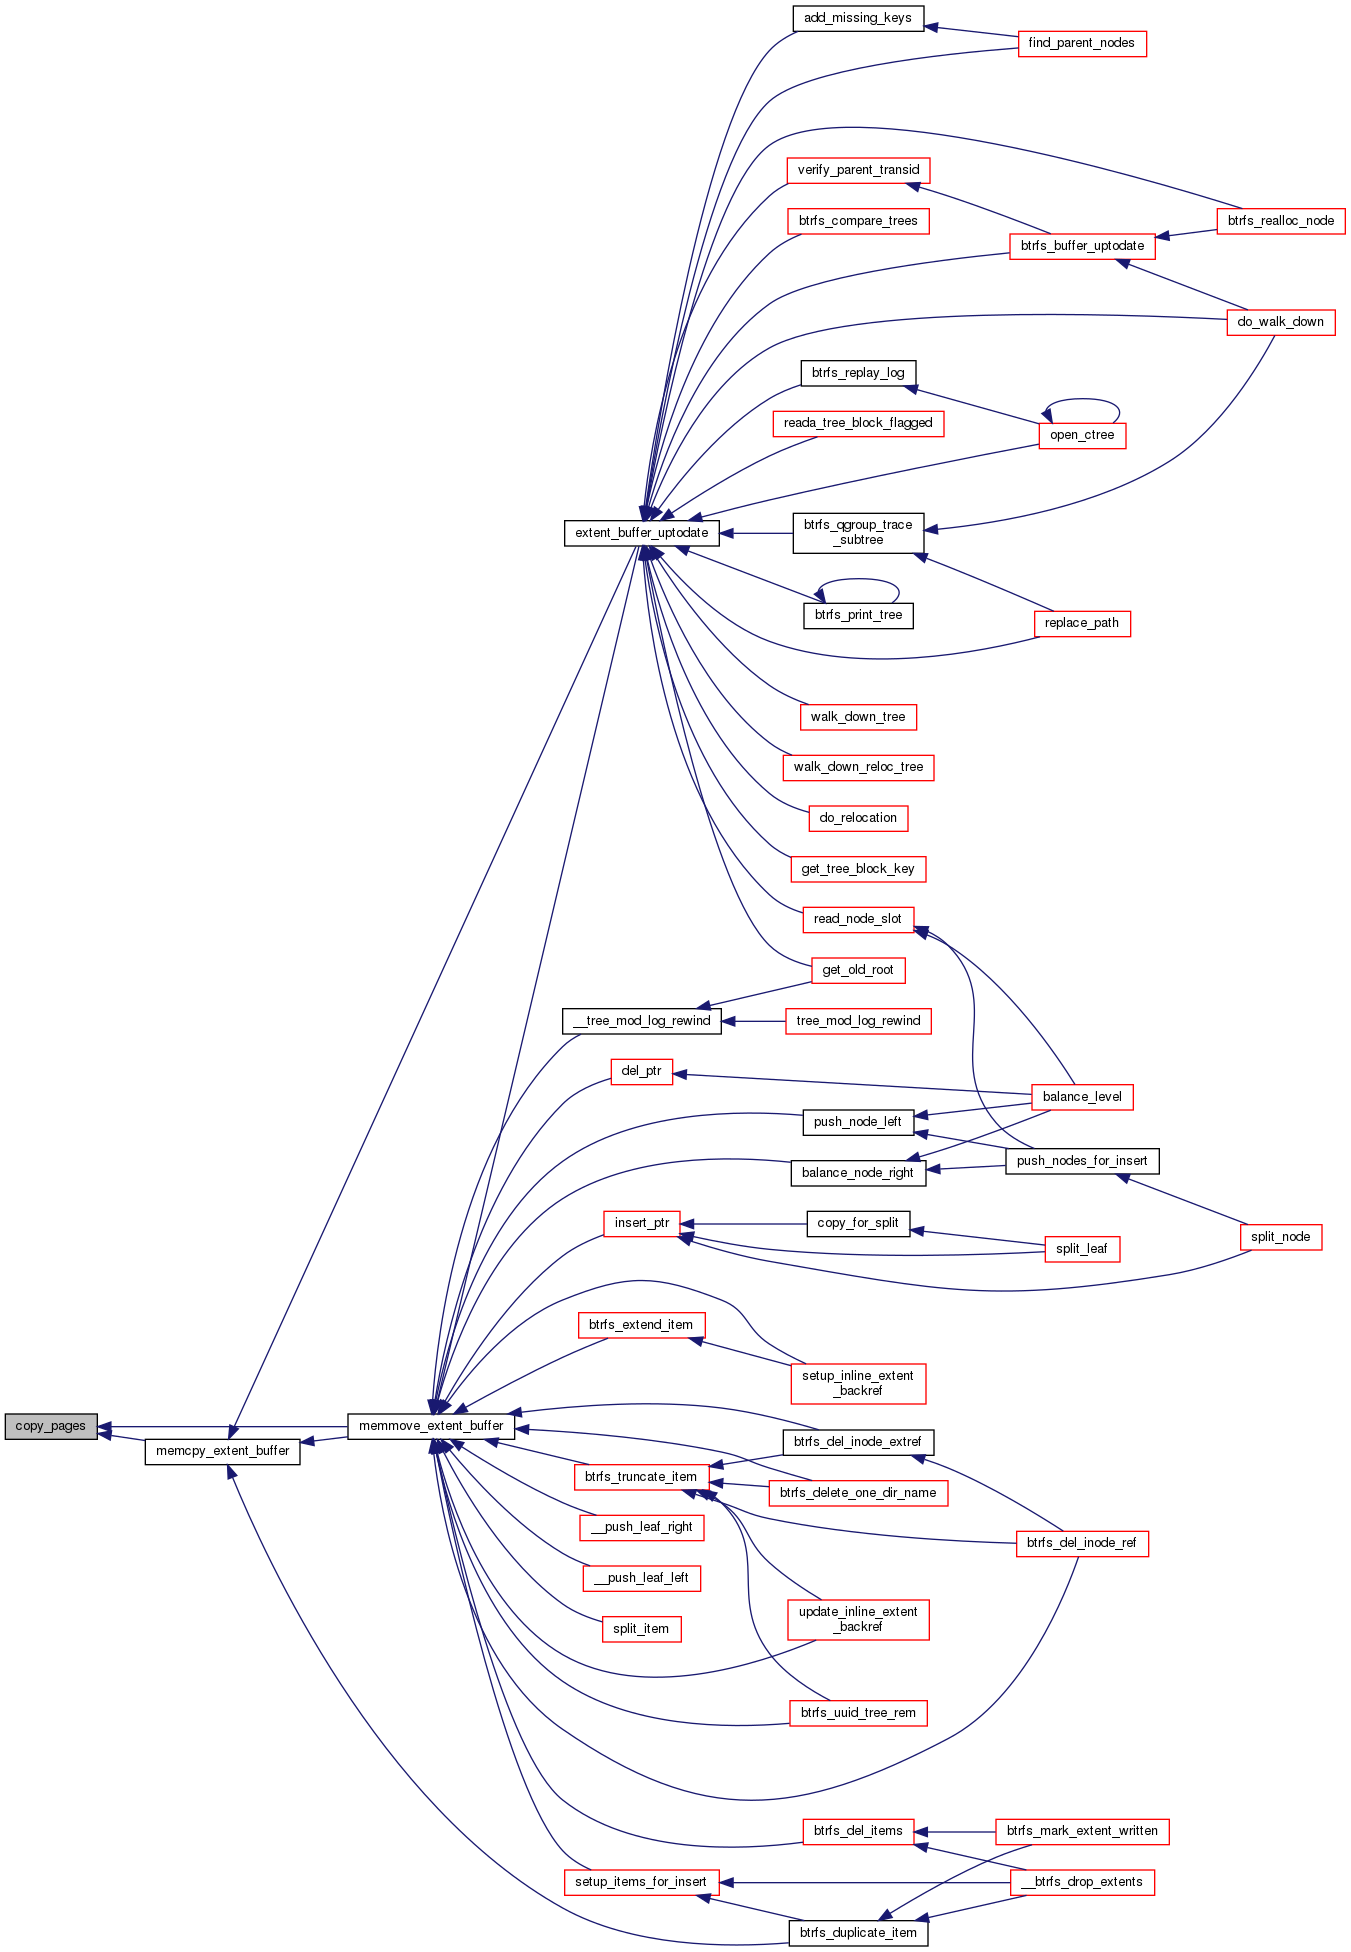 add_missing_keys
find_parent_nodes
verify_parent_transid
btrfs_compare_trees
btrfs_realloc_node
btrfs_buffer_uptodate
do_walk_down
btrfs_replay_log
reada_tree_block_flagged
open_ctree
extent_buffer_uptodate
btrfs_qgroup_trace
_subtree
btrfs_print_tree
replace_path
walk_down_tree
walk_down_reloc_tree
do_relocation
get_tree_block_key
read_node_slot
get_old_root
__tree_mod_log_rewind
tree_mod_log_rewind
del_ptr
balance_level
push_node_left
push_nodes_for_insert
balance_node_right
insert_ptr
copy_for_split
split_node
split_leaf
btrfs_extend_item
setup_inline_extent
_backref
copy_pages
memmove_extent_buffer
memcpy_extent_buffer
btrfs_del_inode_extref
btrfs_truncate_item
btrfs_delete_one_dir_name
__push_leaf_right
btrfs_del_inode_ref
__push_leaf_left
update_inline_extent
_backref
split_item
btrfs_uuid_tree_rem
btrfs_del_items
btrfs_mark_extent_written
setup_items_for_insert
__btrfs_drop_extents
btrfs_duplicate_item